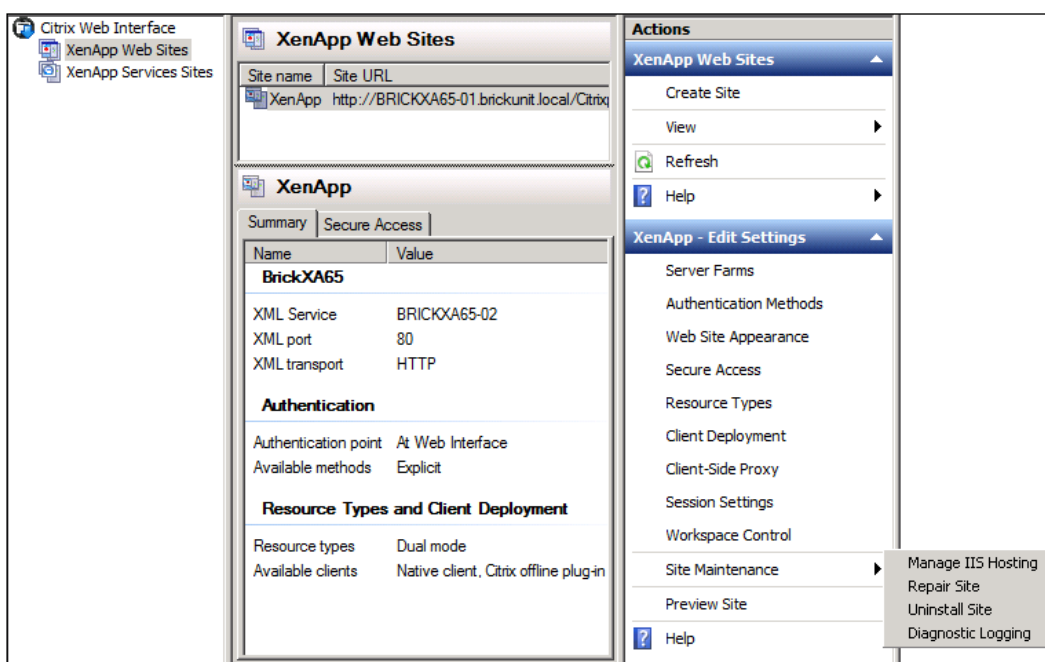 Citrix Web Interface
XenApp Web Sites
XenApp Services Sites
XenApp Web Sites
Site name Site URL
XenApp http://BRICKXA65-01.brickunit.local/Citrix
XenApp
Summary Secure Access
Name Value
BrickXA65
XML Service BRICKXA65-02
XML port 80
XML transport HTTP
Authentication
Authentication point At Web Interface
Available methods Explicit
Resource Types and Client Deployment
Resource types Dual mode
Available clients Native client, Citrix offline plug-in
Actions
XenApp Web Sites
Create Site
View
Refresh
Help
XenApp - Edit Settings
Server Farms
Authentication Methods
Web Site Appearance
Secure Access
Resource Types
Client Deployment
Client-Side Proxy
Session Settings
Workspace Control
Site Maintenance
Preview Site
Help
Manage IIS Hosting
Repair Site
Uninstall Site
Diagnostic Logging